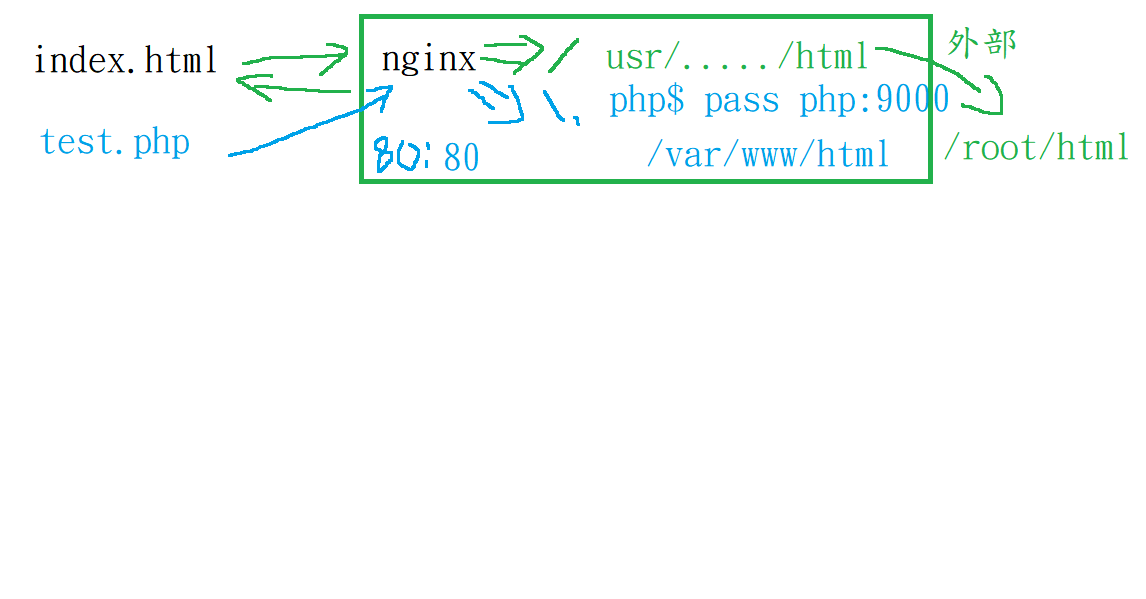 index.html nginx / usr/...../html 外部
php$ pass php:9000
test.php
80:80 /var/www/html /root/html